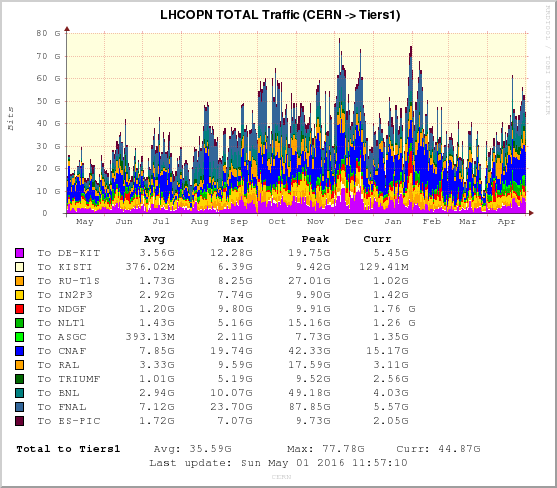 LHCOPN TOTAL Traffic (CERN -> Tiers1)
80 G
70 G
60 G
50 G
40 G
30 G
20 G
10 G
0
Bits
May Jun Jul Aug Sep Oct Nov Dec Jan Feb Mar Apr
RRDTOOL / TOBI OETIKER
Avg Max Peak Curr
To DE-KIT 3.56G 12.28G 19.75G 5.45G
To KISTI 376.02M 6.39G 9.42G 129.41M
To RU-T1S 1.73G 8.25G 27.01G 1.02G
To IN2P3 2.92G 7.74G 9.90G 1.42G
To NDGF 1.20G 9.80G 9.91G 1.76 G
To NLT1 1.43G 5.16G 15.16G 1.26 G
To ASGC 393.13M 2.11G 7.73G 1.35G
To CNAF 7.85G 19.74G 42.33G 15.17G
To RAL 3.33G 9.59G 17.59G 3.11G
To TRIUMF 1.01G 5.19G 9.52G 2.56G
To BNL 2.94G 10.07G 49.18G 4.03G
To FNAL 7.12G 23.70G 87.85G 5.57G
To ES-PIC 1.72G 7.07G 9.73G 2.05G
Total to Tiers1 Avg: 35.59G Max: 77.78G Curr: 44.87G
Last update: Sun May 01 2016 11:57:10
CERN